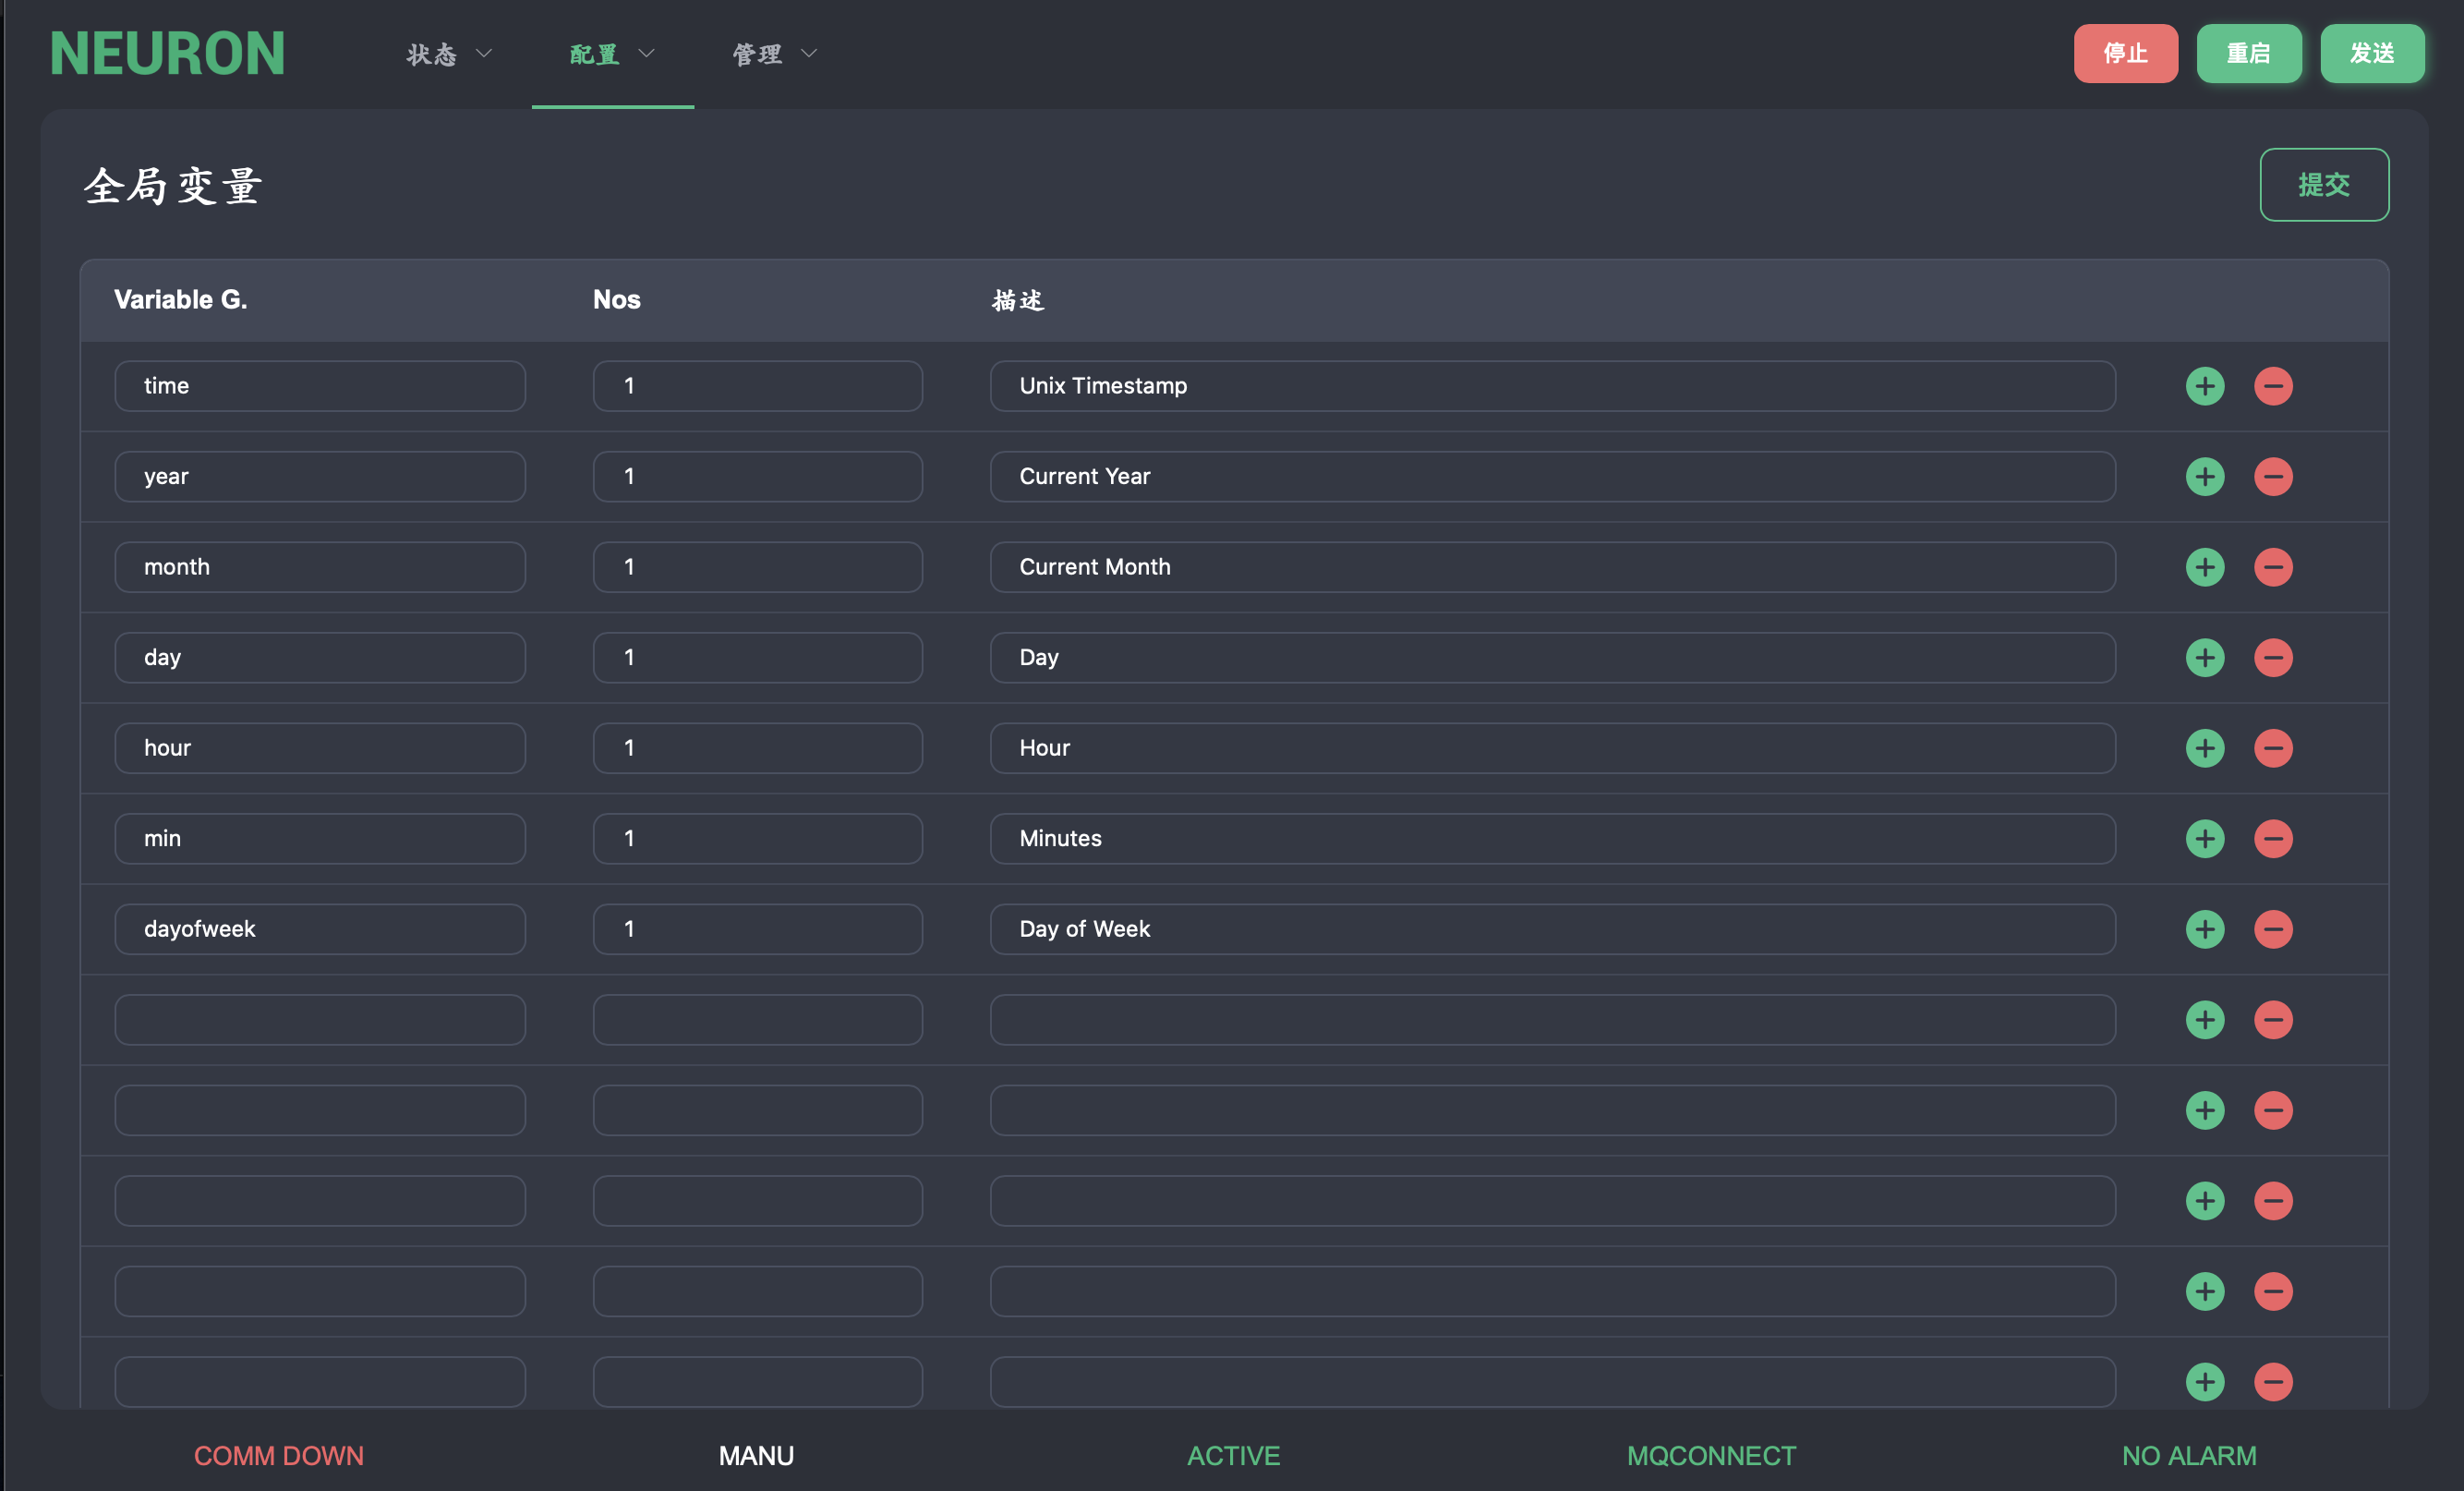 NEURON 状态 配置 管理 停止 重启 发送
全局变量 提交
Variable G. Nos 描述
time 1 Unix Timestamp
year 1 Current Year
month 1 Current Month
day 1 Day
hour 1 Hour
min 1 Minutes
dayofweek 1 Day of Week
COMM DOWN MANU ACTIVE MQCONNECT NO ALARM